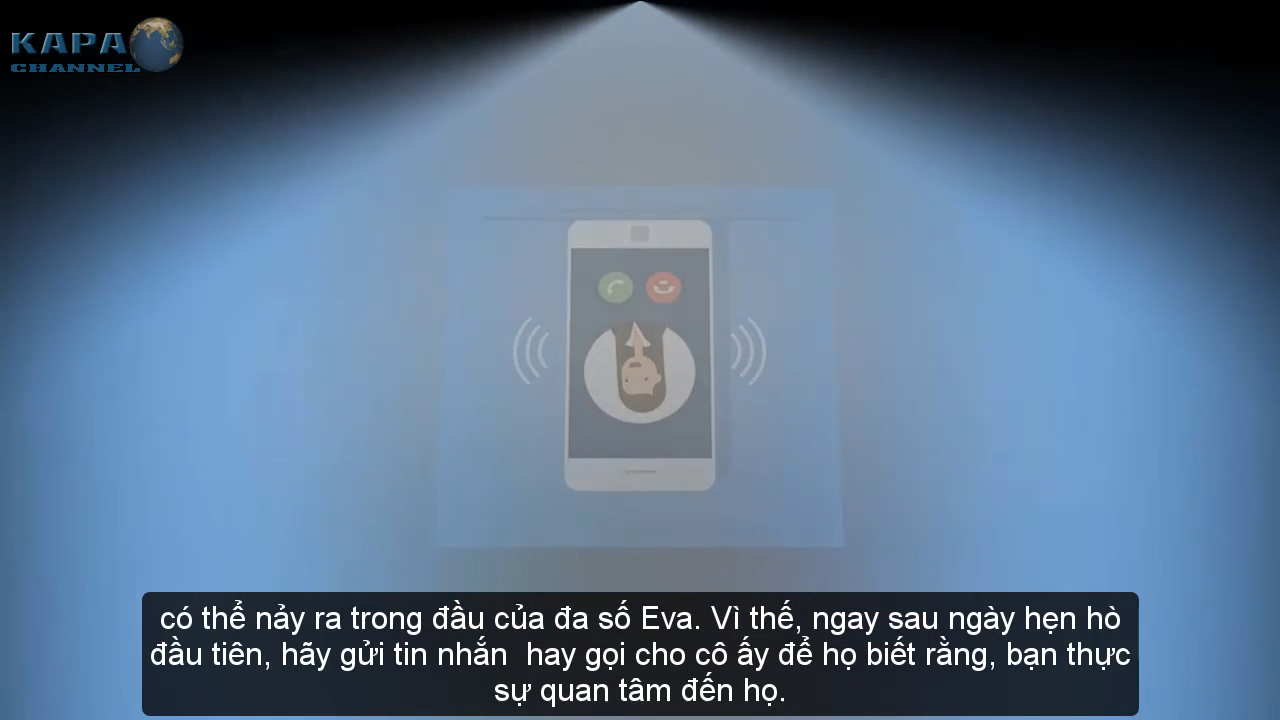 KAPA
CHANNEL
có thể nảy ra trong đầu của đa số Eva. Vì thế, ngay sau ngày hẹn hò
đầu tiên, hãy gửi tin nhắn  hay gọi cho cô ấy để họ biết rằng, bạn thực
sự quan tâm đến họ.